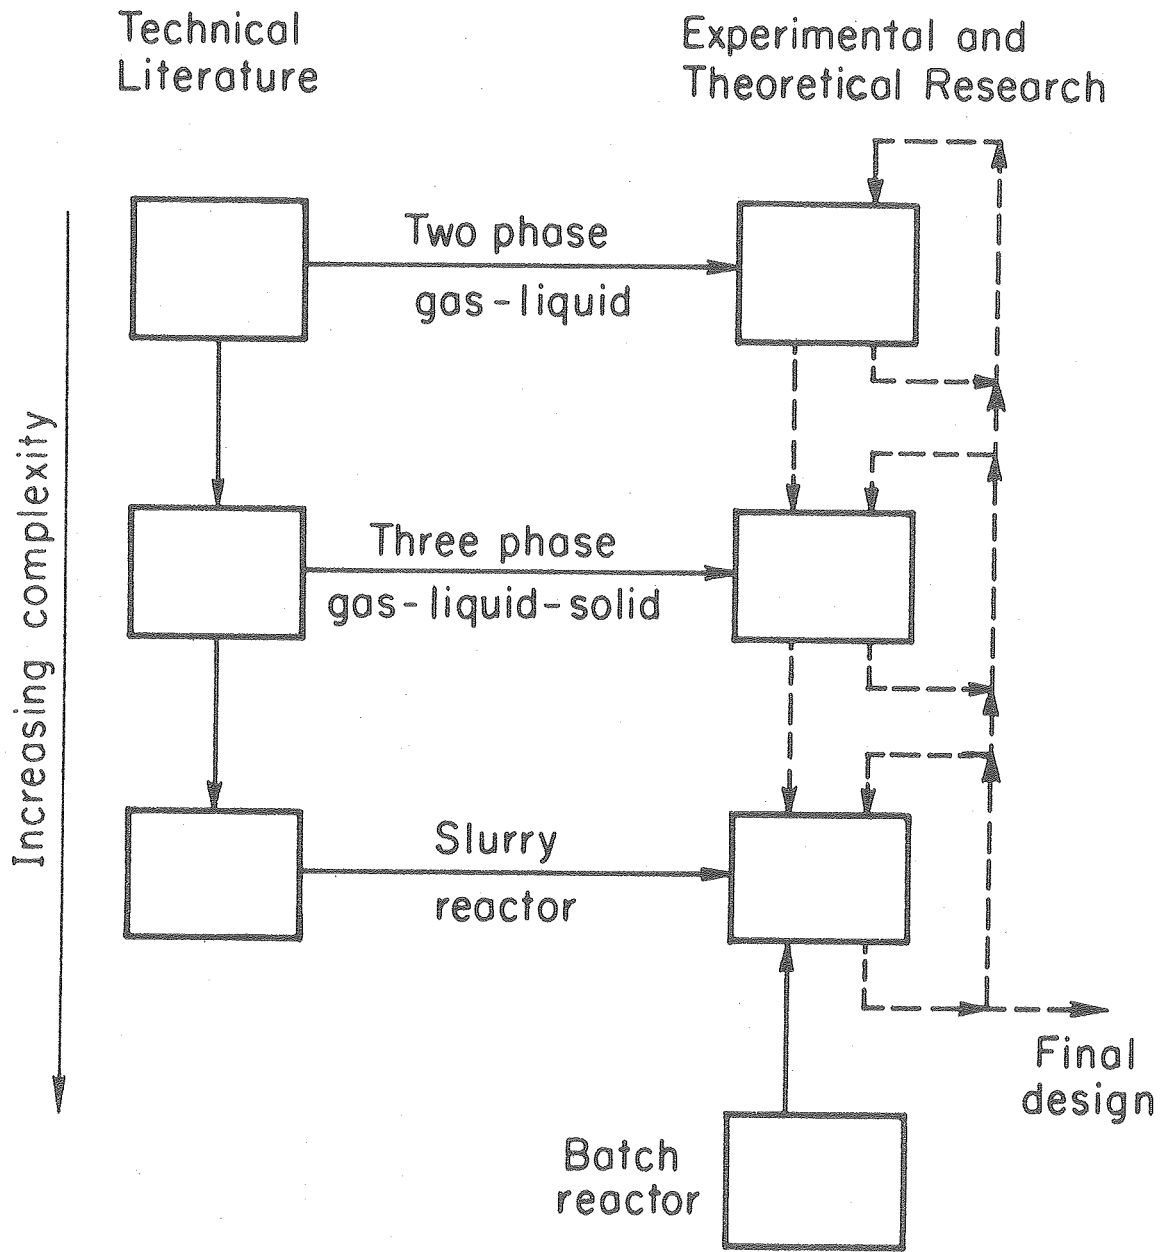 Technical
Literature
Experimental and
Theoretical Research
Two phase
gas-liquid
Increasing complexity
Three phase
gas-liquid-solid
Slurry
reactor
Final
design
Batch
reactor